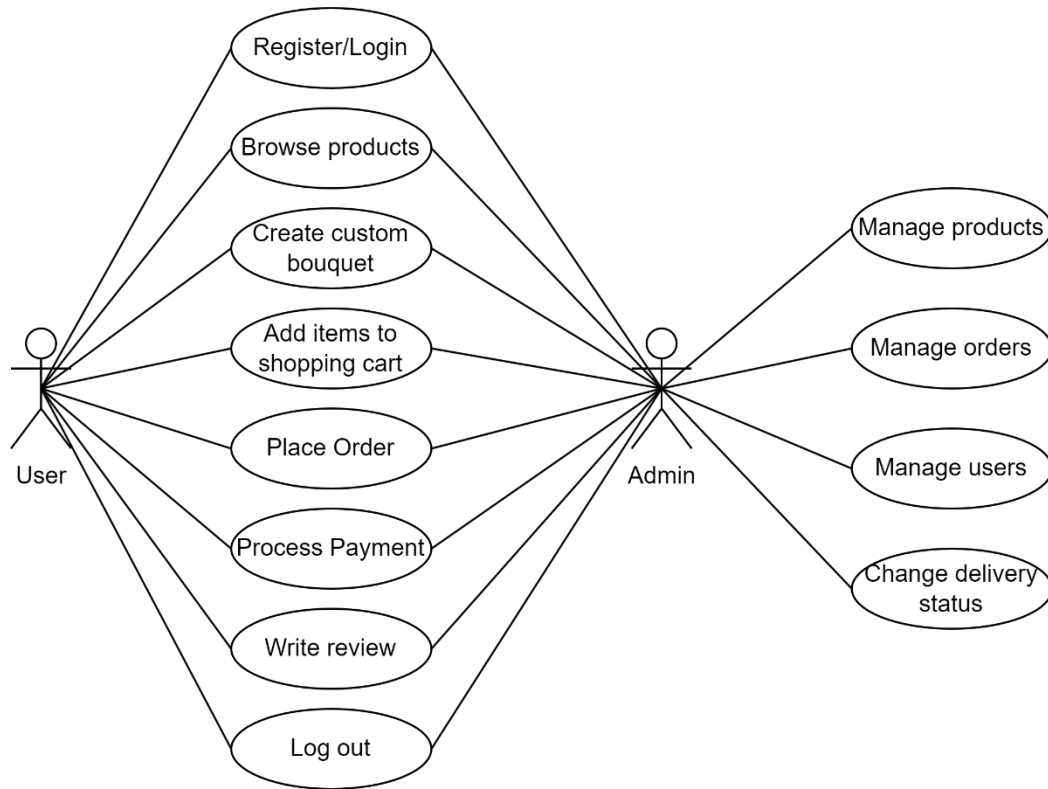 Register/Login
Browse products
Create custom
bouquet
Add items to
shopping cart
Place Order
Process Payment
Write review
Log out
User
Admin
Manage products
Manage orders
Manage users
Change delivery
status